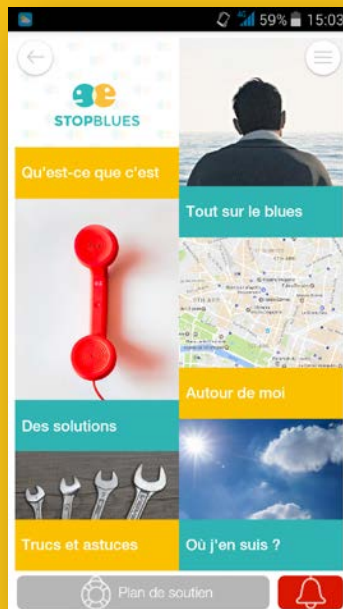 59% 15:03
STOPBLUES
Qu'est-ce que c'est
Tout sur le blues
Des solutions
Autour de moi
Trucs et astuces
Où j'en suis ?
Plan de soutien